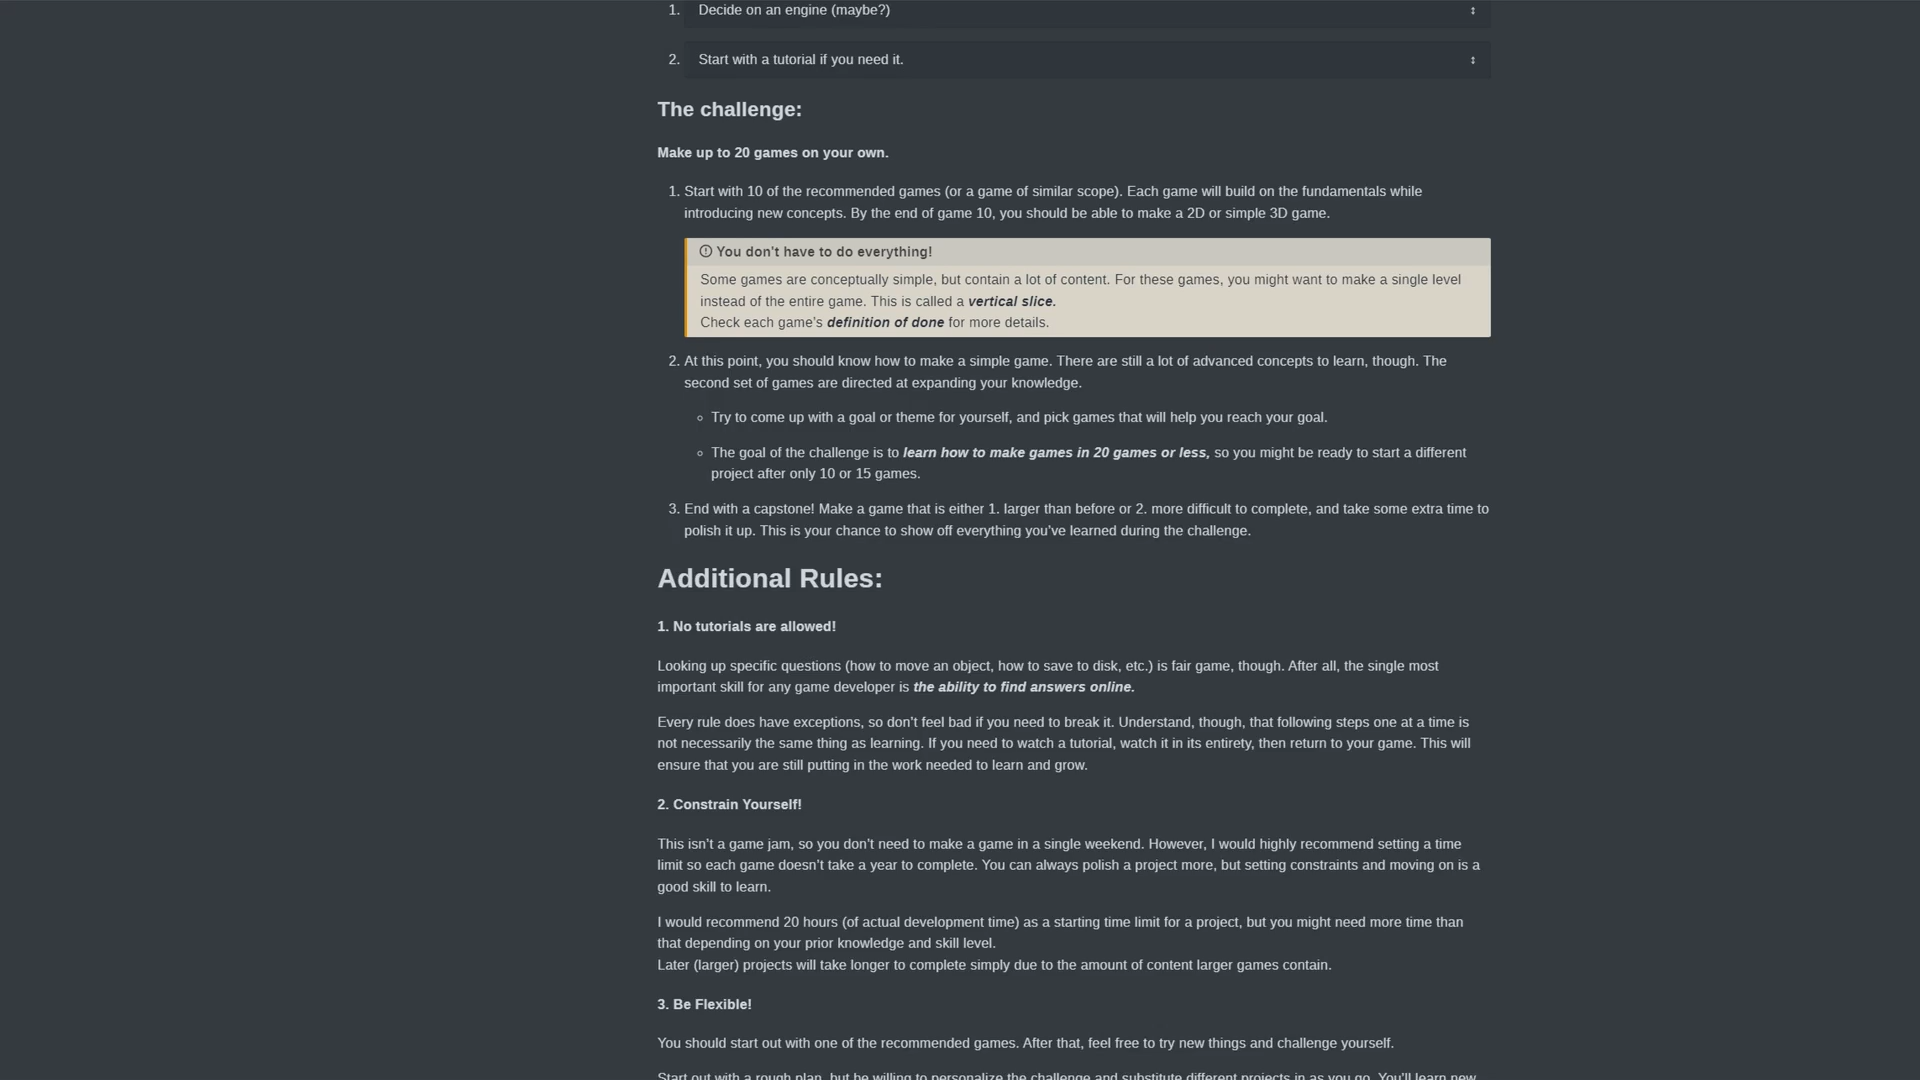 1. Decide on an engine (maybe?)
2. Start with a tutorial if you need it.
The challenge:
Make up to 20 games on your own.
1. Start with 10 of the recommended games (or a game of similar scope). Each game will build on the fundamentals while
introducing new concepts. By the end of game 10, you should be able to make a 2D or simple 3D game.
You don't have to do everything!
Some games are conceptually simple, but contain a lot of content. For these games, you might want to make a single level
instead of the entire game. This is called a vertical slice.
Check each game’s definition of done for more details.
2. At this point, you should know how to make a simple game. There are still a lot of advanced concepts to learn, though. The
second set of games are directed at expanding your knowledge.
◦ Try to come up with a goal or theme for yourself, and pick games that will help you reach your goal.
◦ The goal of the challenge is to learn how to make games in 20 games or less, so you might be ready to start a different
project after only 10 or 15 games.
3. End with a capstone! Make a game that is either 1. larger than before or 2. more difficult to complete, and take some extra time to
polish it up. This is your chance to show off everything you’ve learned during the challenge.
Additional Rules:
1. No tutorials are allowed!
Looking up specific questions (how to move an object, how to save to disk, etc.) is fair game, though. After all, the single most
important skill for any game developer is the ability to find answers online.
Every rule does have exceptions, so don’t feel bad if you need to break it. Understand, though, that following steps one at a time is
not necessarily the same thing as learning. If you need to watch a tutorial, watch it in its entirety, then return to your game. This will
ensure that you are still putting in the work needed to learn and grow.
2. Constrain Yourself!
This isn’t a game jam, so you don’t need to make a game in a single weekend. However, I would highly recommend setting a time
limit so each game doesn’t take a year to complete. You can always polish a project more, but setting constraints and moving on is a
good skill to learn.
I would recommend 20 hours (of actual development time) as a starting time limit for a project, but you might need more time than
that depending on your prior knowledge and skill level.
Later (larger) projects will take longer to complete simply due to the amount of content larger games contain.
3. Be Flexible!
You should start out with one of the recommended games. After that, feel free to try new things and challenge yourself.
Start out with a rough plan, but be willing to personalize the challenge and substitute different projects in as you go. You’ll learn new